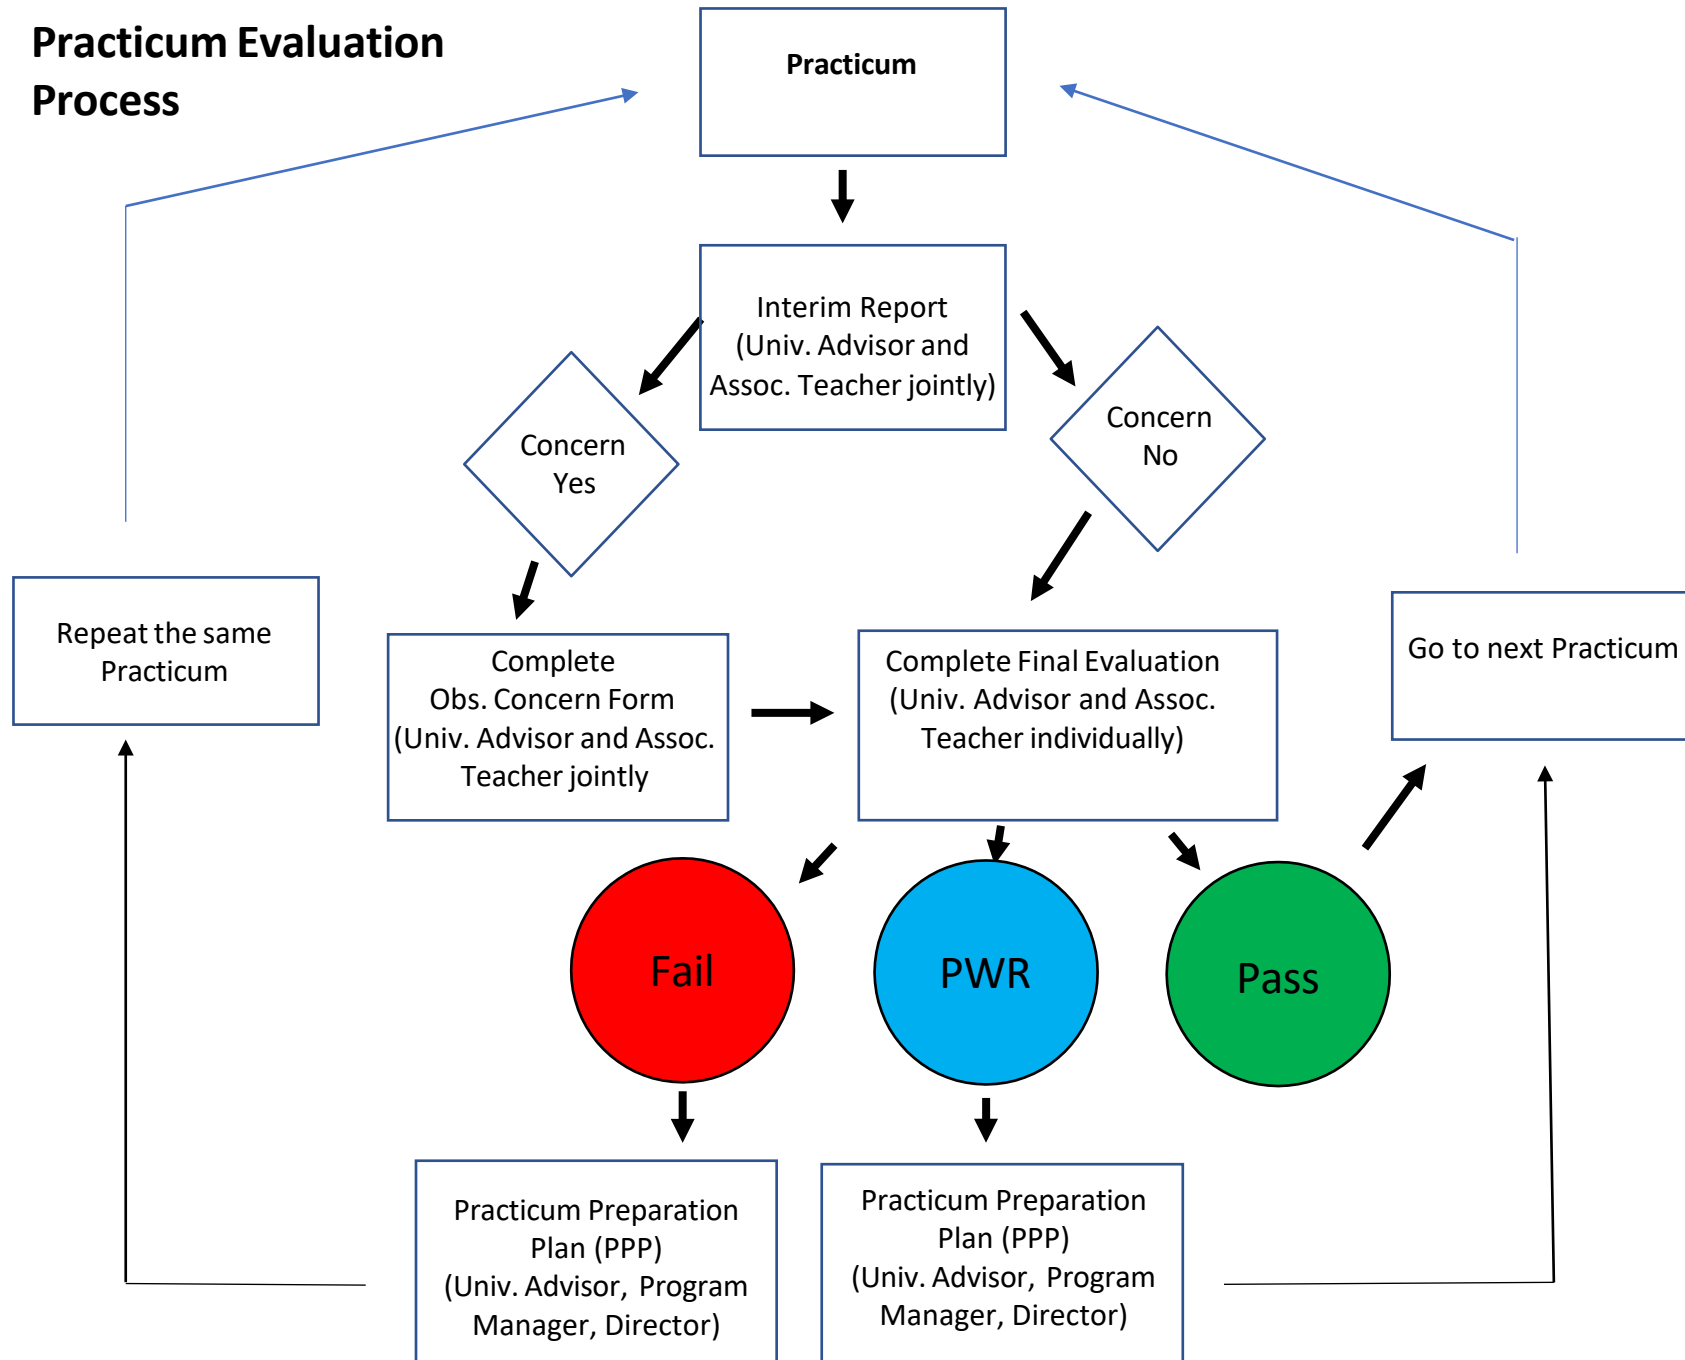 Practicum Evaluation
Process
Practicum
Interim Report
(Univ. Advisor and
Assoc. Teacher jointly)
Concern
Yes
Concern
No
Repeat the same
Practicum
Complete
Obs. Concern Form
(Univ. Advisor and Assoc.
Teacher jointly
Complete Final Evaluation
(Univ. Advisor and Assoc.
Teacher individually)
Go to next Practicum
Fail
PWR
Pass
Practicum Preparation
Plan (PPP)
(Univ. Advisor, Program
Manager, Director)
Practicum Preparation
Plan (PPP)
(Univ. Advisor, Program
Manager, Director)